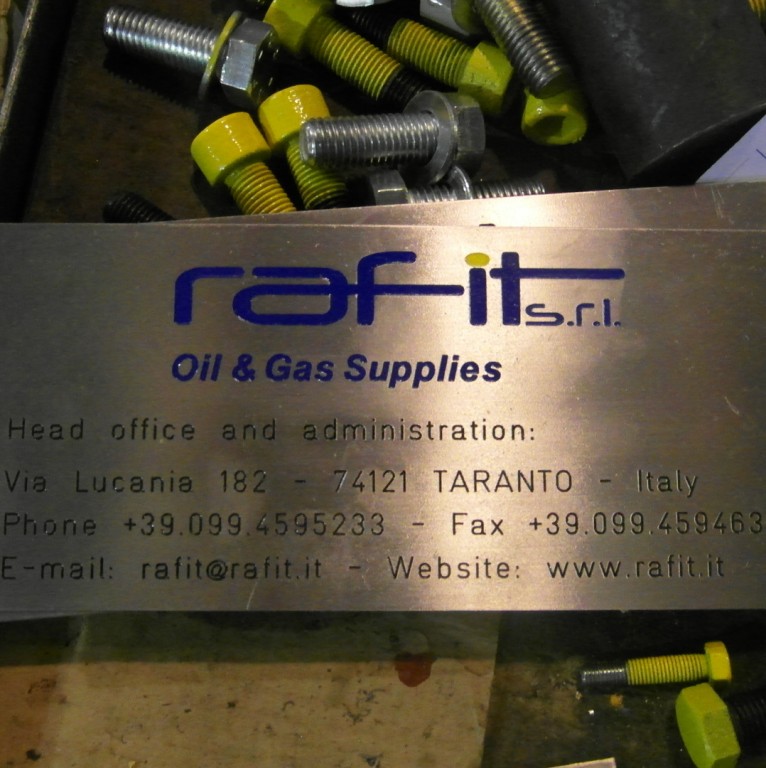 rafit s.r.l.
Oil & Gas Supplies
Head office and administration:
Via Lucania 182 - 74121 TARANTO - Italy
Phone +39.099.4595233 - Fax +39.099.459463
E-mail: rafit@rafit.it - Website: www.rafit.it